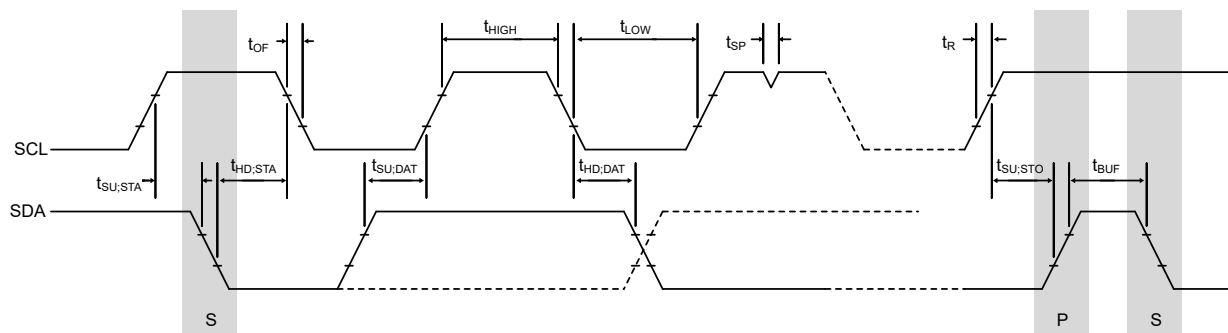 tOF
tHIGH
tLOW
tSP
tR
SCL
tSU;STA
tHD;STA
tSU;DAT
tHD;DAT
tSU;STO
tBUF
SDA
S
P
S